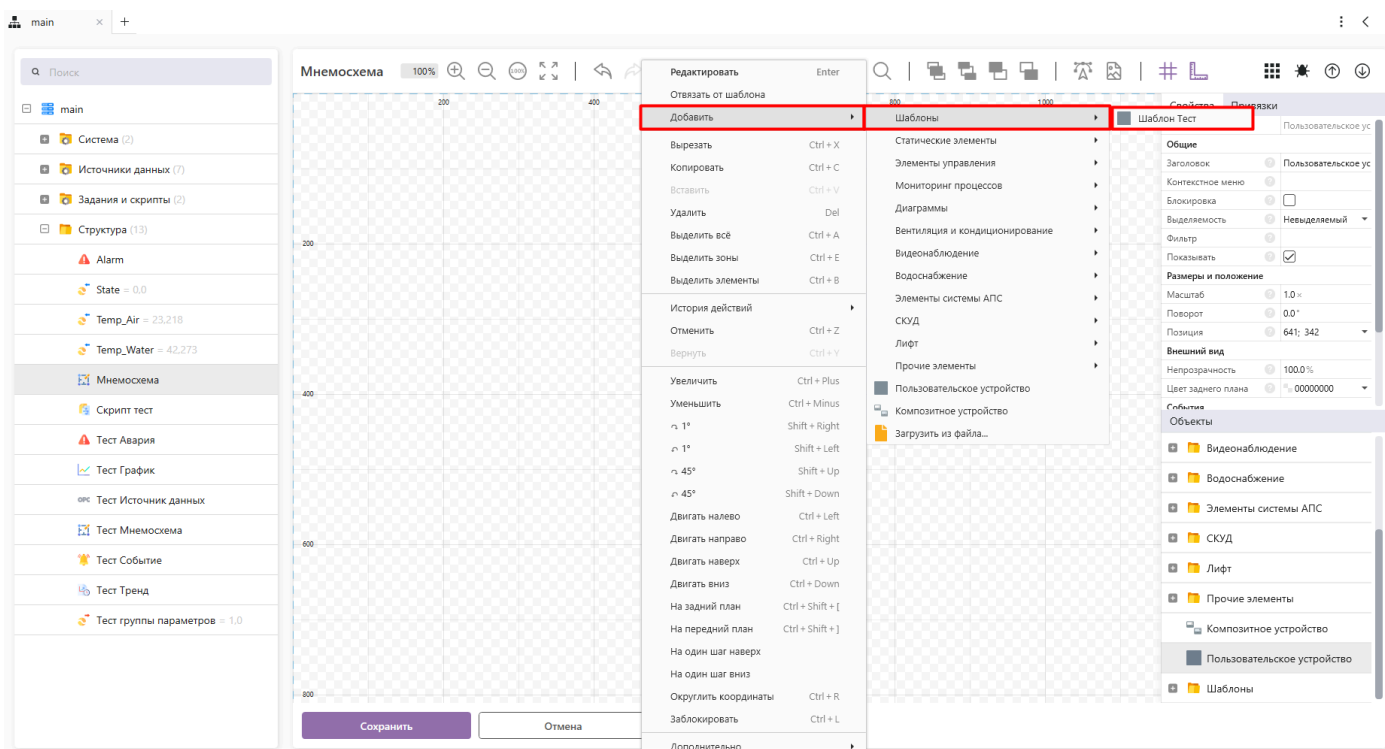 main × +
Поиск
main
Система (2)
Источники данных (7)
Задания и скрипты (2)
Структура (13)
Alarm
State = 0,0
Temp_Air = 23,218
Temp_Water = 42,273
Мнемосхема
Скрипт тест
Тест Авария
Тест График
OPC Тест Источник данных
Тест Мнемосхема
Тест Событие
Тест Тренд
Тест группы параметров = 1,0
Мнемосхема 100% 100%
200 400 800 1000
200
400
600
800
Сохранить Отмена
Редактировать Enter
Отвязать от шаблона
Добавить
Вырезать Ctrl + X
Копировать Ctrl + C
Вставить Ctrl + V
Удалить Del
Выделить всё Ctrl + A
Выделить зоны Ctrl + E
Выделить элементы Ctrl + B
История действий
Отменить Ctrl + Z
Вернуть Ctrl + Y
Увеличить Ctrl + Plus
Уменьшить Ctrl + Minus
1° Shift + Right
1° Shift + Left
45° Shift + Up
45° Shift + Down
Двигать налево Ctrl + Left
Двигать направо Ctrl + Right
Двигать наверх Ctrl + Up
Двигать вниз Ctrl + Down
На задний план Ctrl + Shift + [
На передний план Ctrl + Shift + ]
На один шаг наверх
На один шаг вниз
Округлить координаты Ctrl + R
Заблокировать Ctrl + L
Дополнительно
Шаблоны
Статические элементы
Элементы управления
Мониторинг процессов
Диаграммы
Вентиляция и кондиционирование
Видеонаблюдение
Водоснабжение
Элементы системы АПС
СКУД
Лифт
Прочие элементы
Пользовательское устройство
Композитное устройство
Загрузить из файла...
Шаблон Тест
Свойства Привязки
Пользовательское ус
Общие
Заголовок Пользовательское ус
Контекстное меню
Блокировка
Выделяемость Невыделяемый
Фильтр
Показывать
Размеры и положение
Масштаб 1.0 ×
Поворот 0.0 °
Позиция 641; 342
Внешний вид
Непрозрачность 100.0 %
Цвет заднего плана 00000000
События
Объекты
Видеонаблюдение
Водоснабжение
Элементы системы АПС
СКУД
Лифт
Прочие элементы
Композитное устройство
Пользовательское устройство
Шаблоны